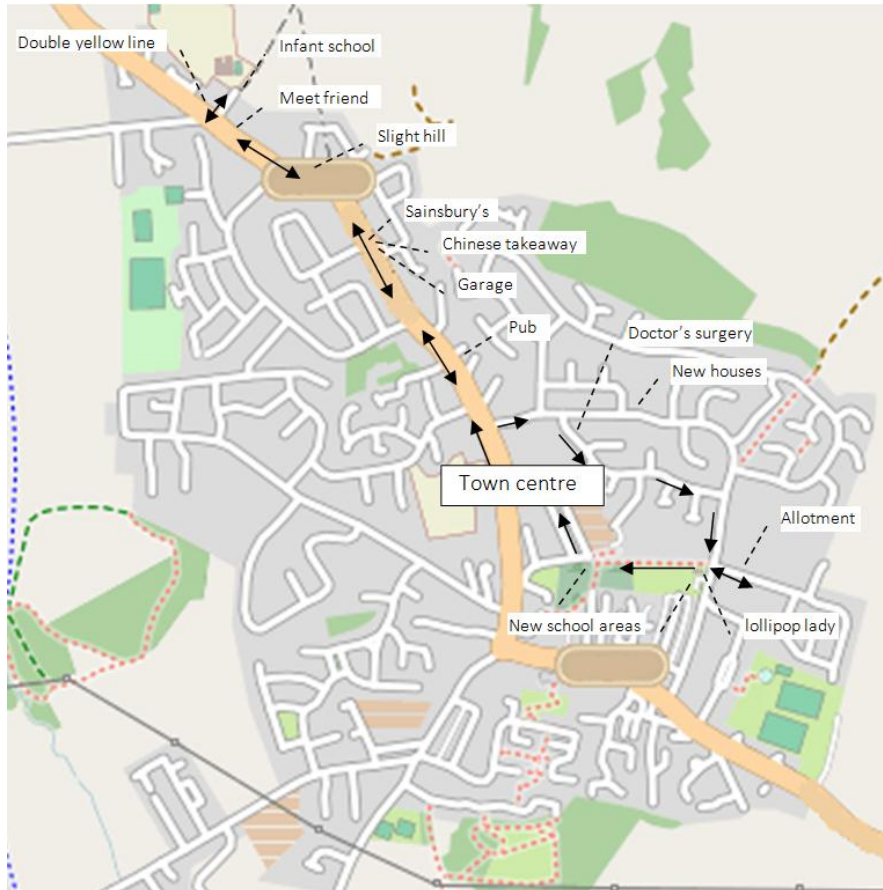 Double yellow line
Infant school
Meet friend
Slight hill
Sainsbury's
Chinese takeaway
Garage
Pub
Doctor's surgery
New houses
Town centre
Allotment
New school areas
lollipop lady